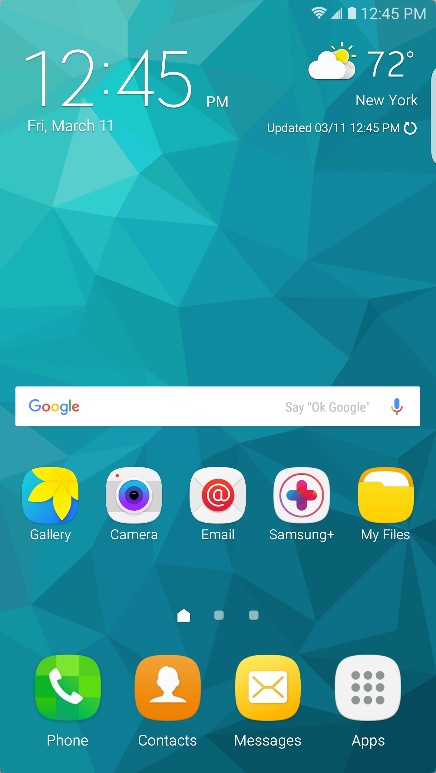 12:45 PM
12:45 PM
72°
Fri, March 11
New York
Updated 03/11 12:45 PM
Google
Say "Ok Google"
Gallery
Camera
Email
Samsung+
My Files
Phone
Contacts
Messages
Apps